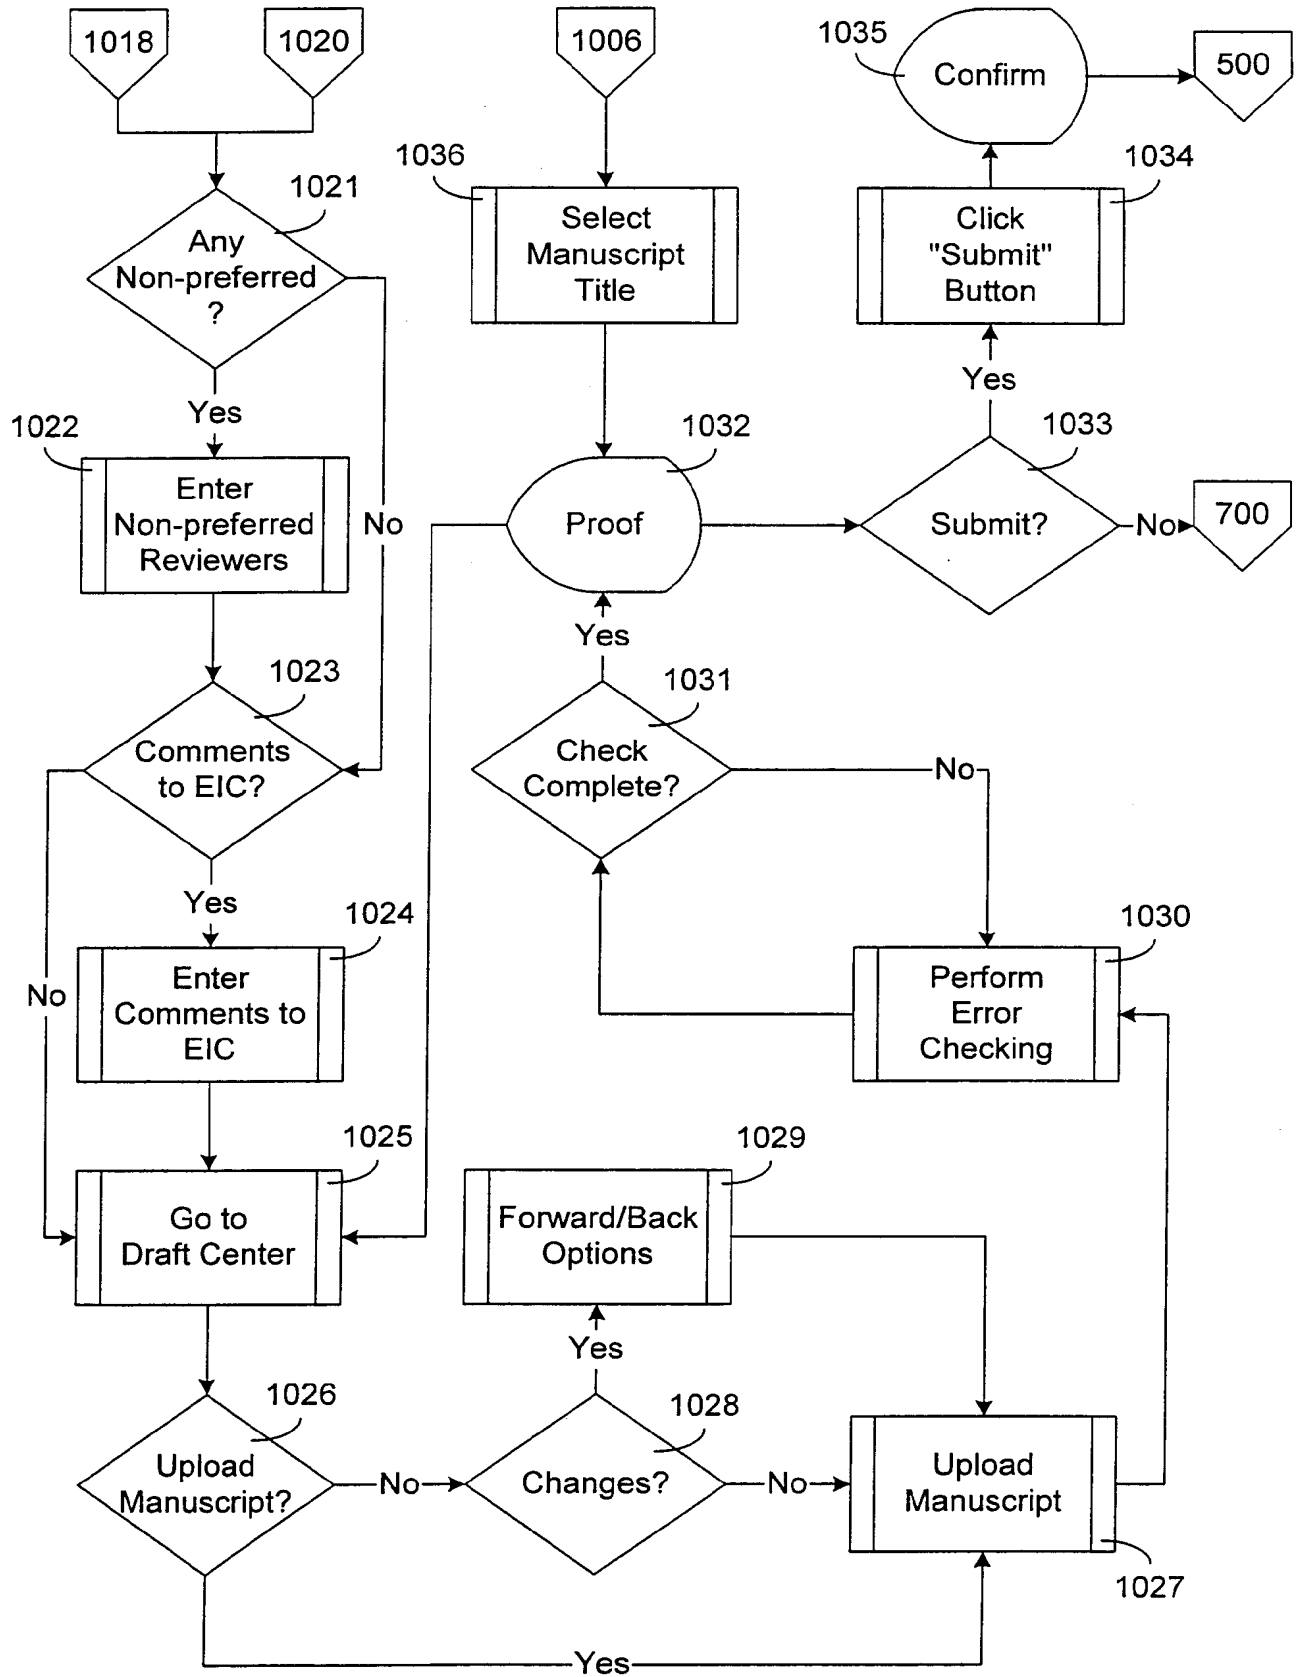 1018
1020
1006
1035
Confirm
500
1021
Any
Non-preferred
?
1036
Select
Manuscript
Title
1034
Click
"Submit"
Button
Yes
Yes
1022
Enter
Non-preferred
Reviewers
No
1032
Proof
1033
Submit?
No
700
Yes
1023
Comments
to EIC?
1031
Check
Complete?
No
Yes
1024
Enter
Comments to
EIC
No
1030
Perform
Error
Checking
1025
Go to
Draft Center
1029
Forward/Back
Options
Yes
1026
Upload
Manuscript?
No
1028
Changes?
No
Upload
Manuscript
1027
Yes